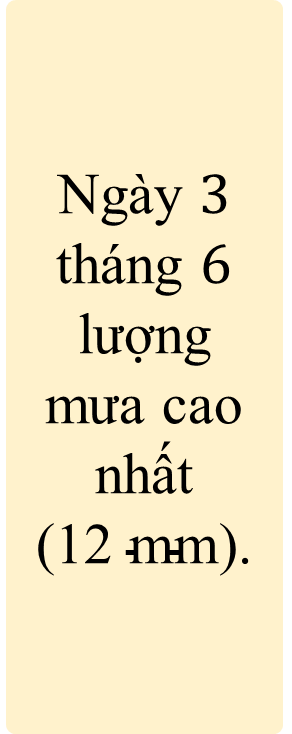 Ngày 3
tháng 6
lượng
mưa cao
nhất
(12 mm).